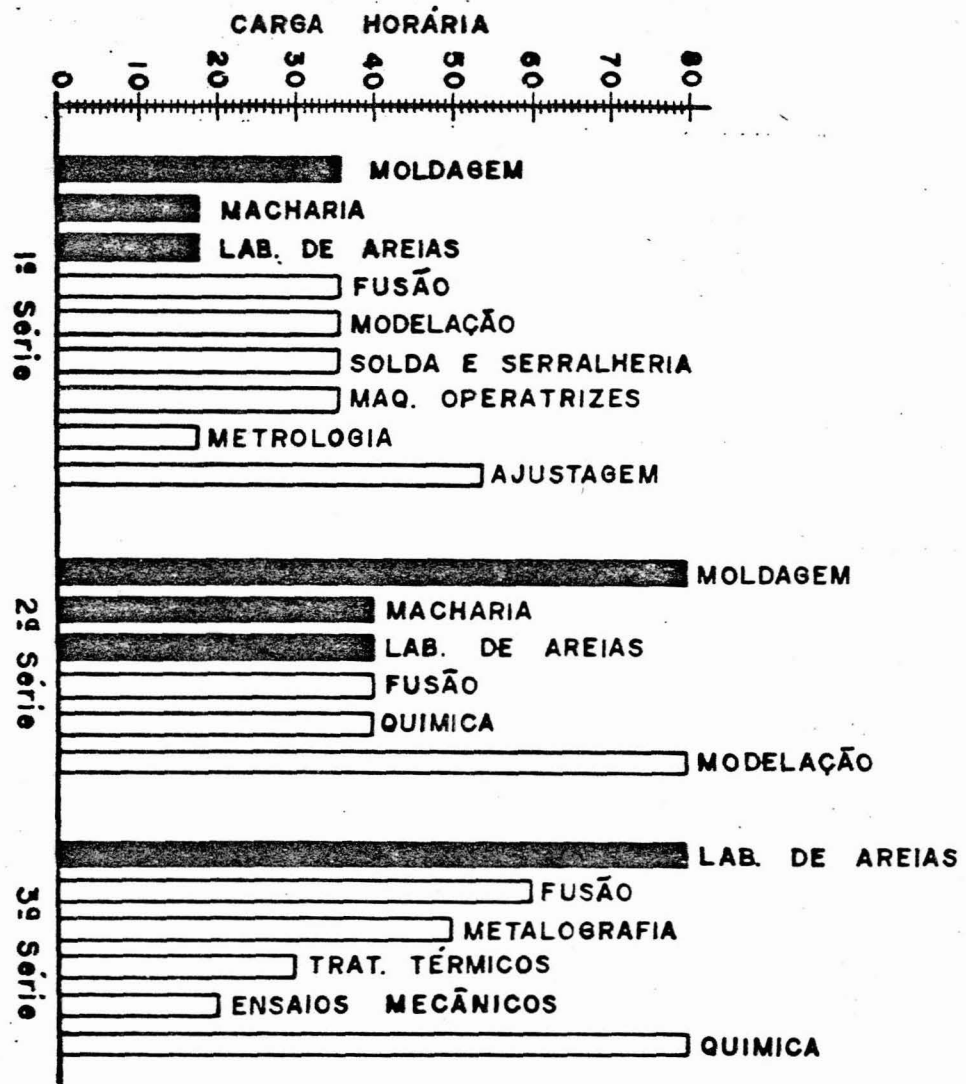 CARGA HORÁRIA
0 10 20 30 40 50 60 70 80
1ª Série
MOLDAGEM
MACHARIA
LAB. DE AREIAS
FUSÃO
MODELAÇÃO
SOLDA E SERRALHERIA
MAQ. OPERATRIZES
METROLOGIA
AJUSTAGEM
2ª Série
MOLDAGEM
MACHARIA
LAB. DE AREIAS
FUSÃO
QUIMICA
MODELAÇÃO
3ª Série
LAB. DE AREIAS
FUSÃO
METALOGRAFIA
TRAT. TÉRMICOS
ENSAIOS MECÂNICOS
QUIMICA